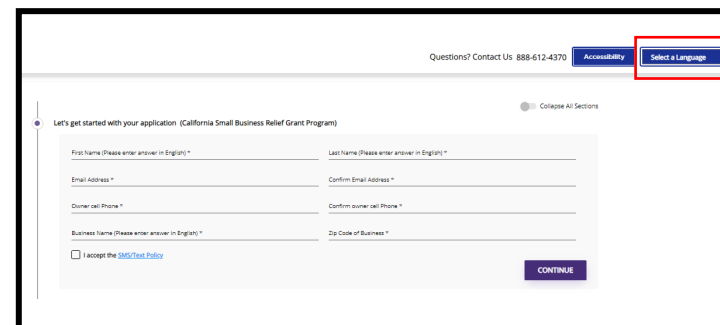 Questions? Contact Us 888-612-4370 Accessibility Select a Language
Collapse All Sections
Let's get started with your application (California Small Business Relief Grant Program)
First Name (Please enter answer in English) * Last Name (Please enter answer in English) *
Email Address * Confirm Email Address *
Owner cell Phone * Confirm owner cell Phone *
Business Name (Please enter answer in English) * Zip Code of Business *
I accept the SMS/Text Policy
CONTINUE